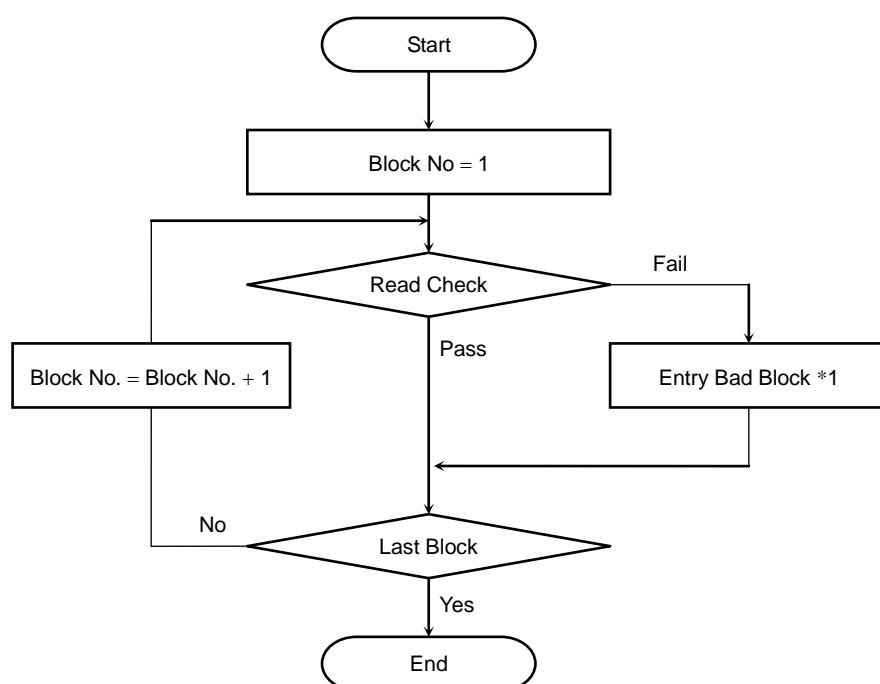 Start
Block No = 1
Read Check
Fail
Pass
Block No. = Block No. + 1
Entry Bad Block *1
No
Last Block
Yes
End